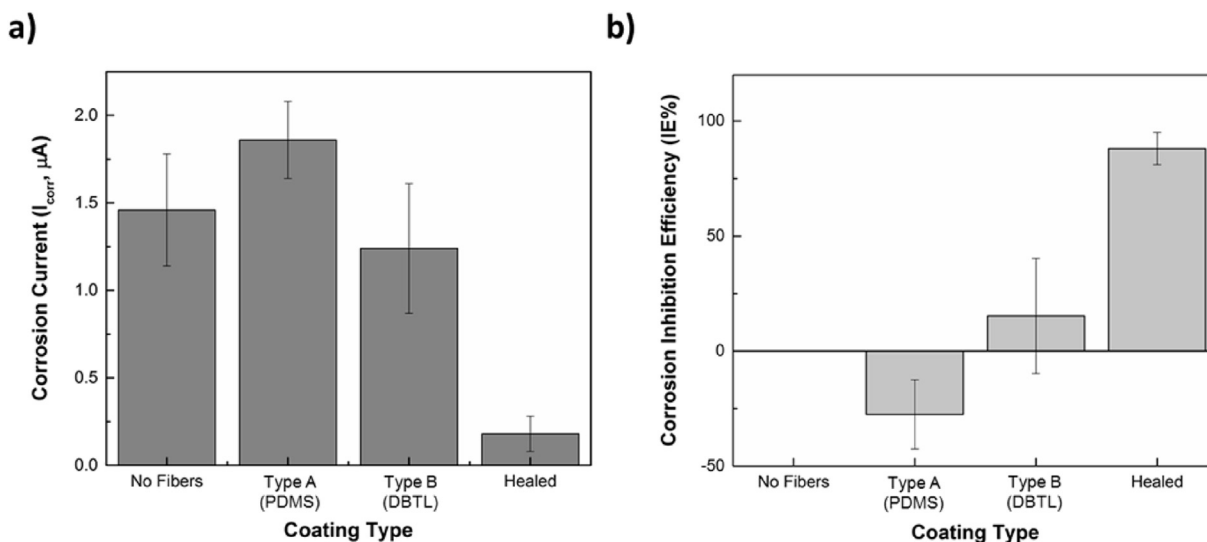 a)
Corrosion Current (Icorr, μA)
2.0
1.5
1.0
0.5
0.0
No Fibers
Type A
(PDMS)
Type B
(DBTL)
Healed
Coating Type
b)
Corrosion Inhibition Efficiency (IE%)
100
50
0
-50
No Fibers
Type A
(PDMS)
Type B
(DBTL)
Healed
Coating Type